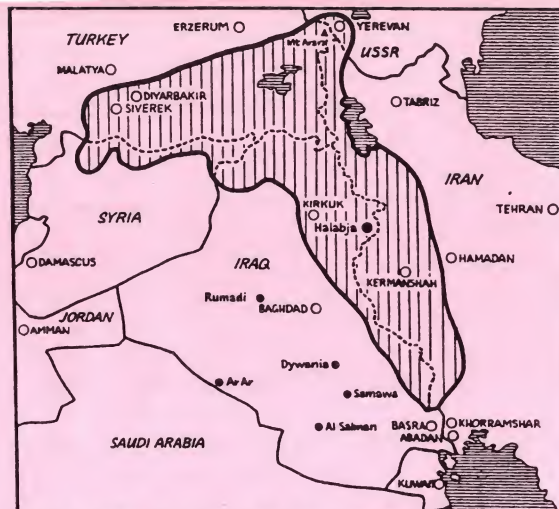 ERZERUM
YEREVAN
TURKEY
Mt Ararat
USSR
MALATYA
DIYARBAKIR
SIVEREK
TABRIZ
IRAN
KIRKUK
TEHRAN
SYRIA
Halabja
HAMADAN
DAMASCUS
IRAQ
KERMANSHAH
Rumadi
BAGHDAD
JORDAN
AMMAN
Dywania
Ar Ar
Samawa
Al Salman
BASRA
KHORRAMSHAR
ABADAN
SAUDI ARABIA
KUWAIT